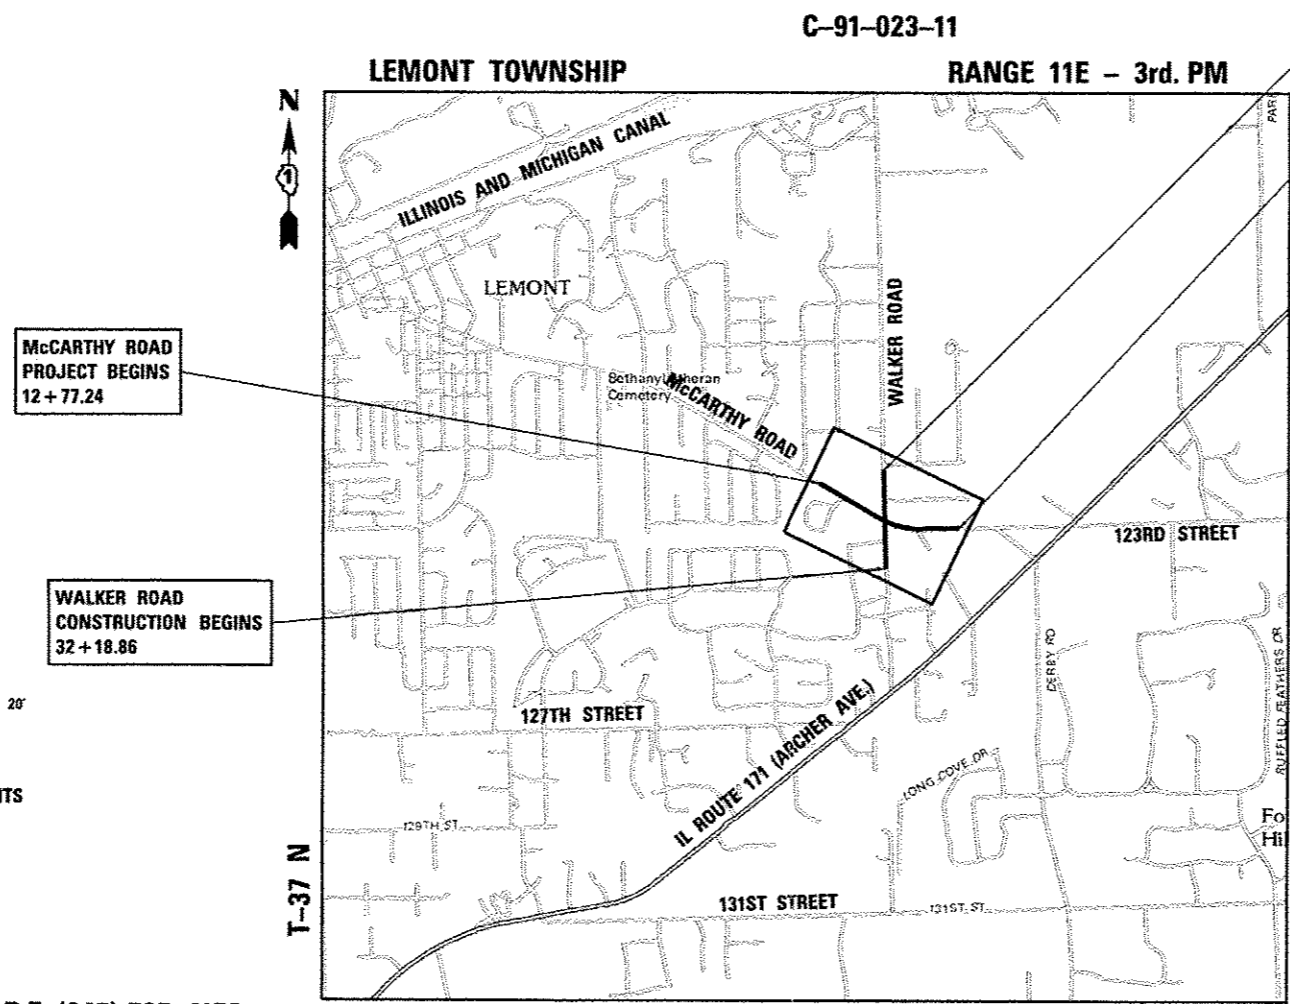 C-91-023-11
LEMONT TOWNSHIP
RANGE 11E - 3rd. PM
N
1
ILLINOIS AND MICHIGAN CANAL
LEMONT
WALKER ROAD
McCARTHY ROAD
PROJECT BEGINS
12+77.24
Bethany Lutheran
Cemetery
McCARTHY ROAD
123RD STREET
WALKER ROAD
CONSTRUCTION BEGINS
32+18.86
DERBY RD
RUFFLED FEATHERS DR
20'
127TH STREET
IL ROUTE 171 (ARCHER AVE.)
LONG COVE DR
129TH ST
T-37 N
131ST STREET
131ST ST